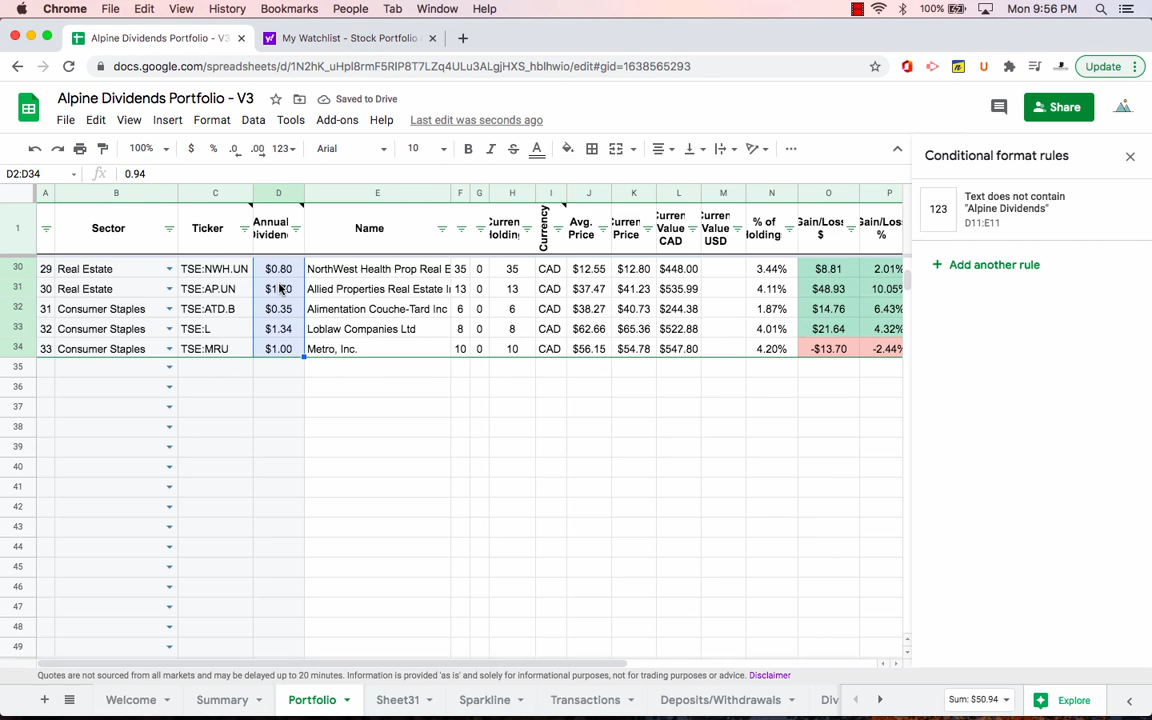 Chrome File Edit View History Bookmarks People Tab Window Help 100% Mon 9:56 PM
Alpine Dividends Portfolio - V3 My Watchlist - Stock Portfolio
docs.google.com/spreadsheets/d/1N2hK_uHpI8rmF5RIP8T7LZq4ULu3ALgjHXS_hblhwio/edit#gid=1638565293 Update
Alpine Dividends Portfolio - V3 Saved to Drive
File Edit View Insert Format Data Tools Add-ons Help Last edit was seconds ago Share
100% $ % .0 .00 123 Arial 10 B I S A
Conditional format rules
D2:D34 fx 0.94
A B C D E F G H I J K L M N O P
123 Text does not contain
"Alpine Dividends"
D11:E11
1 Sector Ticker Annual Name Currency Avg. Price Value CAD Value USD % of $ %
Add another rule
30 29 Real Estate TSE:NWH.UN $0.80 NorthWest Health Prop Real E 35 0 35 CAD $12.55 $12.80 $448.00 3.44% $8.81 2.01%
31 30 Real Estate TSE:AP.UN Allied Properties Real Estate 13 0 13 CAD $37.47 $41.23 $535.99 4.11% $48.93 10.05%
32 31 Consumer Staples TSE:ATD.B $0.35 Alimentation Couche-Tard Inc 6 0 6 CAD $38.27 $40.73 $244.38 1.87% $14.76 6.43%
33 32 Consumer Staples TSE:L $1.34 Loblaw Companies Ltd 8 0 8 CAD $62.66 $65.36 $522.88 4.01% $21.64 4.32%
34 33 Consumer Staples TSE:MRU $1.00 Metro, Inc. 10 0 10 CAD $56.15 $54.78 $547.80 4.20% -$13.70 -2.44%
35
36
37
38
39
40
41
42
43
44
45
46
47
48
49
Quotes are not sourced from all markets and may be delayed up to 20 minutes. Information is provided 'as is' and solely for informational purposes, not for trading purposes or advice. Disclaimer
Welcome Summary Portfolio Sheet31 Sparkline Transactions Deposits/Withdrawals Div Sum: $50.94 Explore